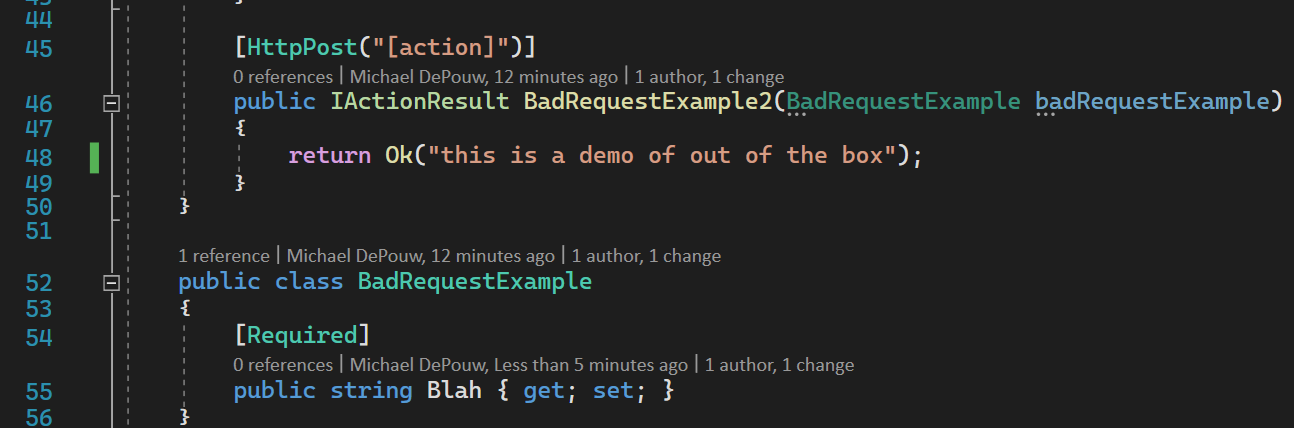 44
45 [HttpPost("[action]")]
0 references | Michael DePouw, 12 minutes ago | 1 author, 1 change
46 public IActionResult BadRequestExample2(BadRequestExample badRequestExample)
47 {
48 return Ok("this is a demo of out of the box");
49 }
50 }
51
1 reference | Michael DePouw, 12 minutes ago | 1 author, 1 change
52 public class BadRequestExample
53 {
54 [Required]
0 references | Michael DePouw, Less than 5 minutes ago | 1 author, 1 change
55 public string Blah { get; set; }
56 }